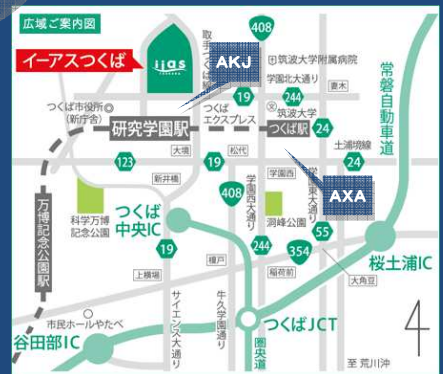 広域ご案内図
イーアスつくば
iias
TSUKUBA
AKJ
408
筑波大学附属病院
学園北大通り
妻木
244
19
筑波大学
つくば市役所◎
(新庁舎)
研究学園駅
つくば
エクスプレス
つくば駅
24
土浦境線
24
常磐自動車道
大境
松代
123
19
新井橋
学園西
408
学園西大通り
AXA
科学万博
記念公園
つくば
中央IC
洞峰公園
55
万博記念公園駅
19
榎戸
244
354
稲荷前
大角豆
桜土浦IC
上横場
市民ホールやたべ
谷田部IC
サイエンス大通り
牛久学園通り
つくばJCT
圏央道
至 荒川沖
4